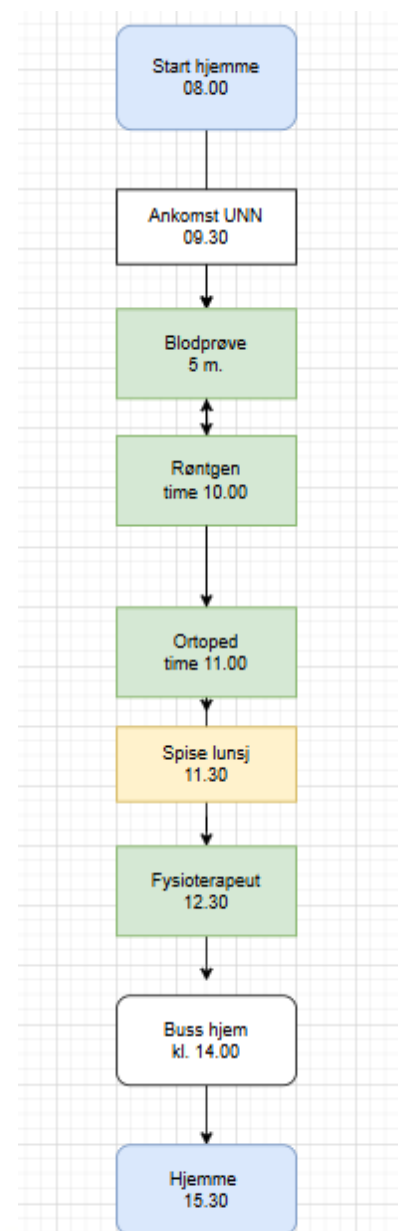 Start hjemme
08.00
Ankomst UNN
09.30
Blodprøve
5 m.
Røntgen
time 10.00
Ortoped
time 11.00
Spise lunsj
11.30
Fysioterapeut
12.30
Buss hjem
kl. 14.00
Hjemme
15.30